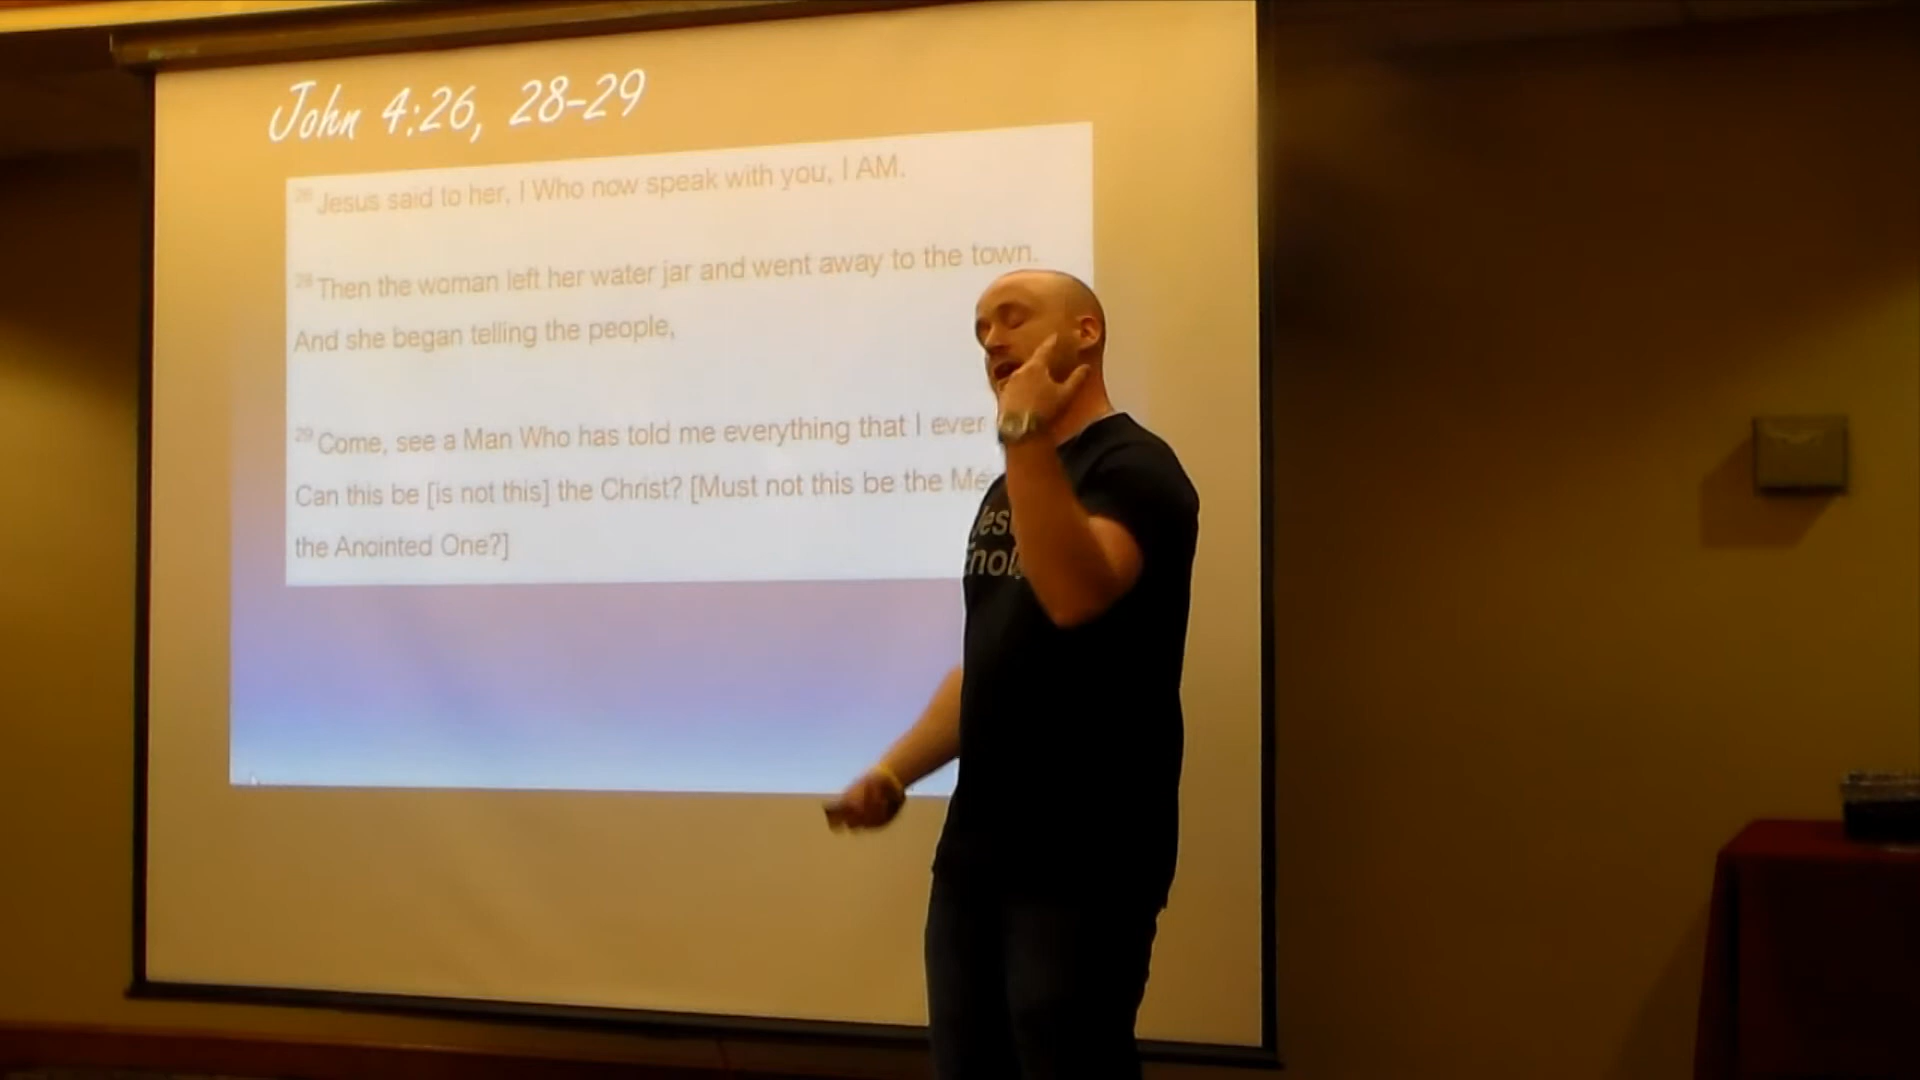 John 4:26, 28-29
26 Jesus said to her, I Who now speak with you, I AM.
28 Then the woman left her water jar and went away to the town.
And she began telling the people,
29 Come, see a Man Who has told me everything that I ever
Can this be [is not this] the Christ? [Must not this be the
the Anointed One?]